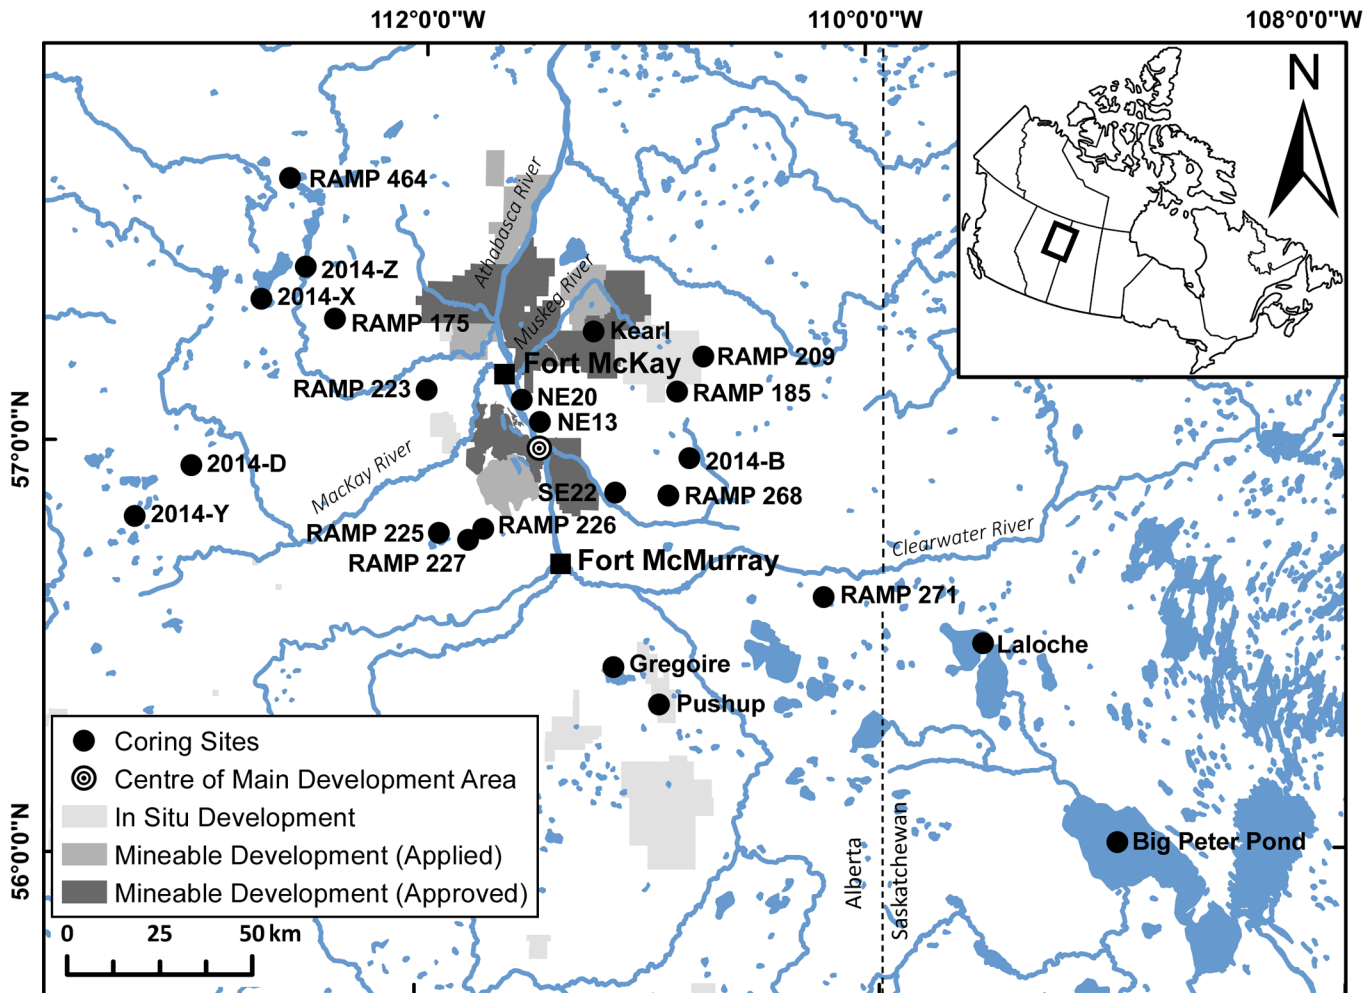 112°0'0"W
110°0'0"W
108°0'0"W
N
RAMP 464
Athabasca River
2014-Z
2014-X
Muskeg River
RAMP 175
Kearl
Fort McKay
RAMP 209
RAMP 223
RAMP 185
NE20
NE13
57°0'0"N
MacKay River
2014-D
2014-B
SE22
RAMP 268
2014-Y
RAMP 225
RAMP 226
RAMP 227
Clearwater River
Fort McMurray
RAMP 271
Laloche
Gregoire
Pushup
Coring Sites
Centre of Main Development Area
In Situ Development
Mineable Development (Applied)
Mineable Development (Approved)
56°0'0"N
Alberta
Saskatchewan
Big Peter Pond
0 25 50 km